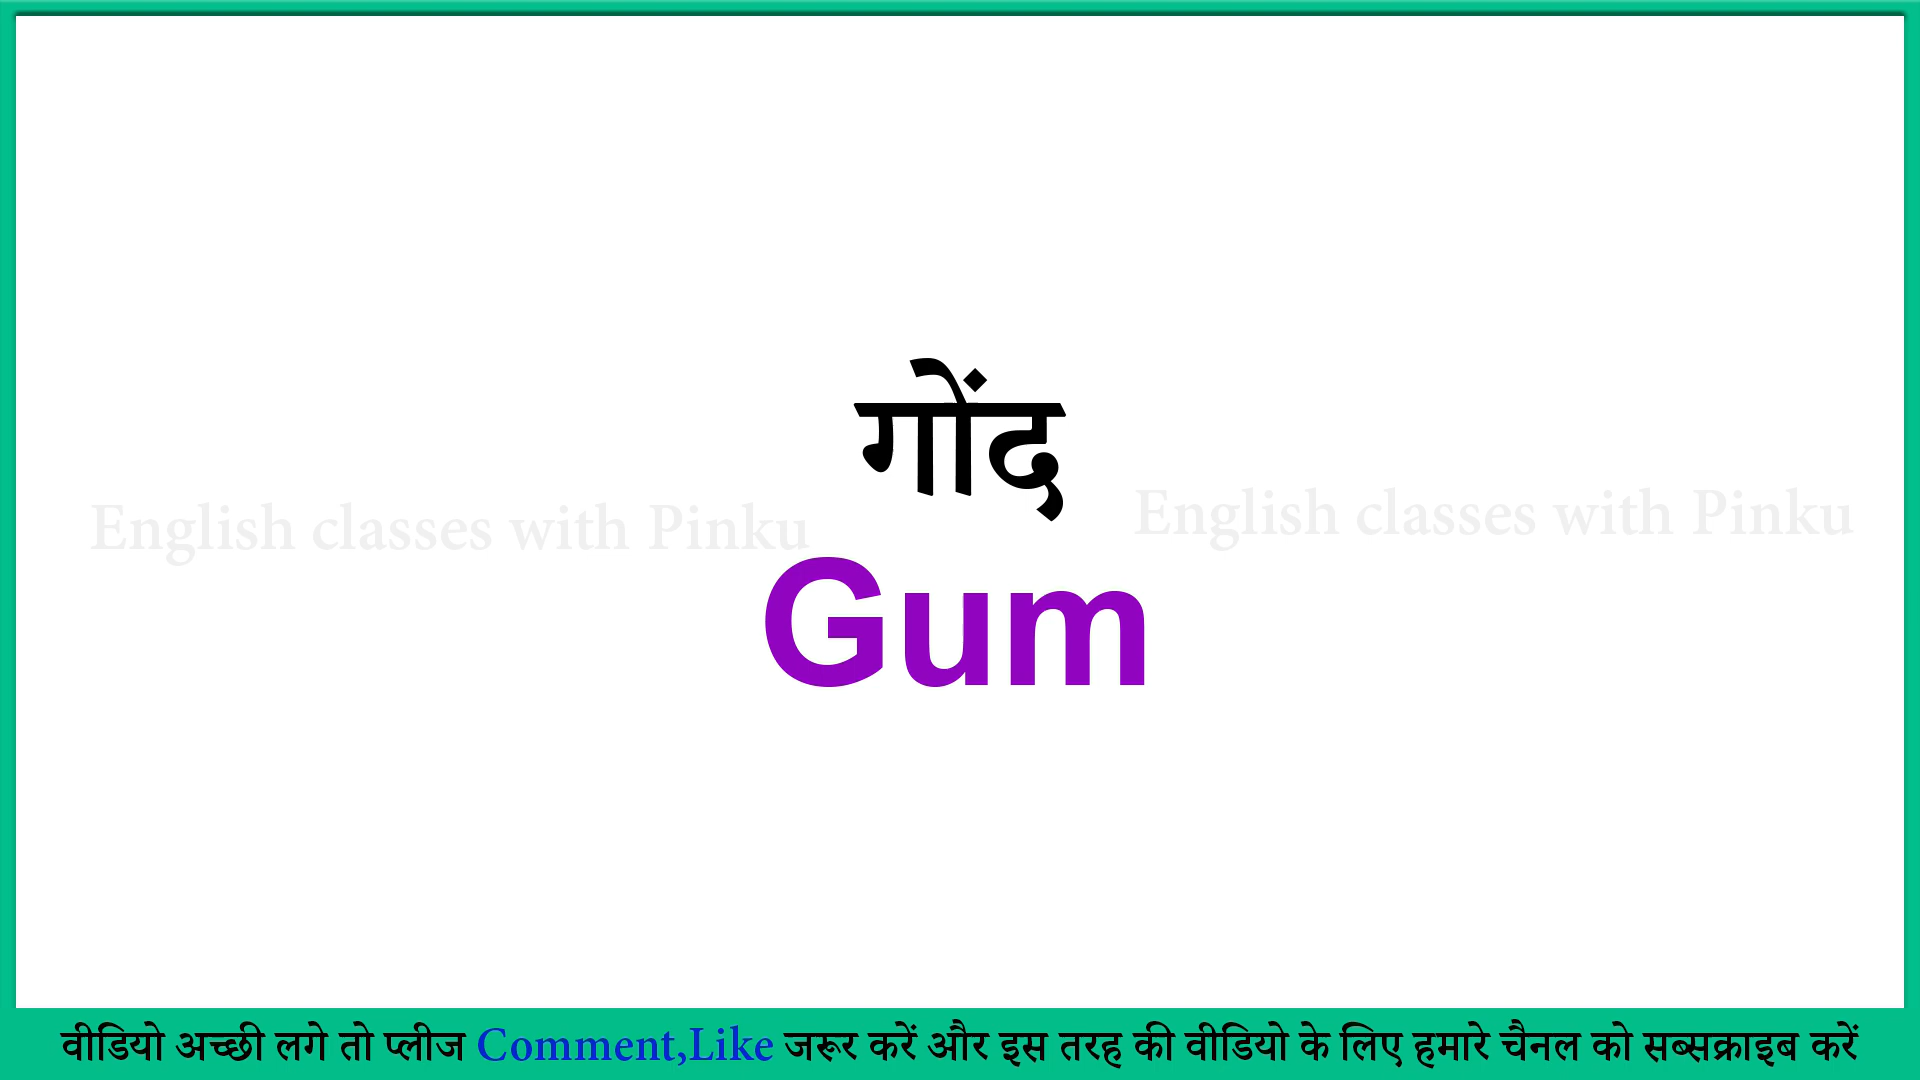 गोंद
English classes with Pinku English classes with Pinku
Gum
वीडियो अच्छी लगे तो प्लीज Comment,Like जरूर करें और इस तरह की वीडियो के लिए हमारे चैनल को सब्सक्राइब करें